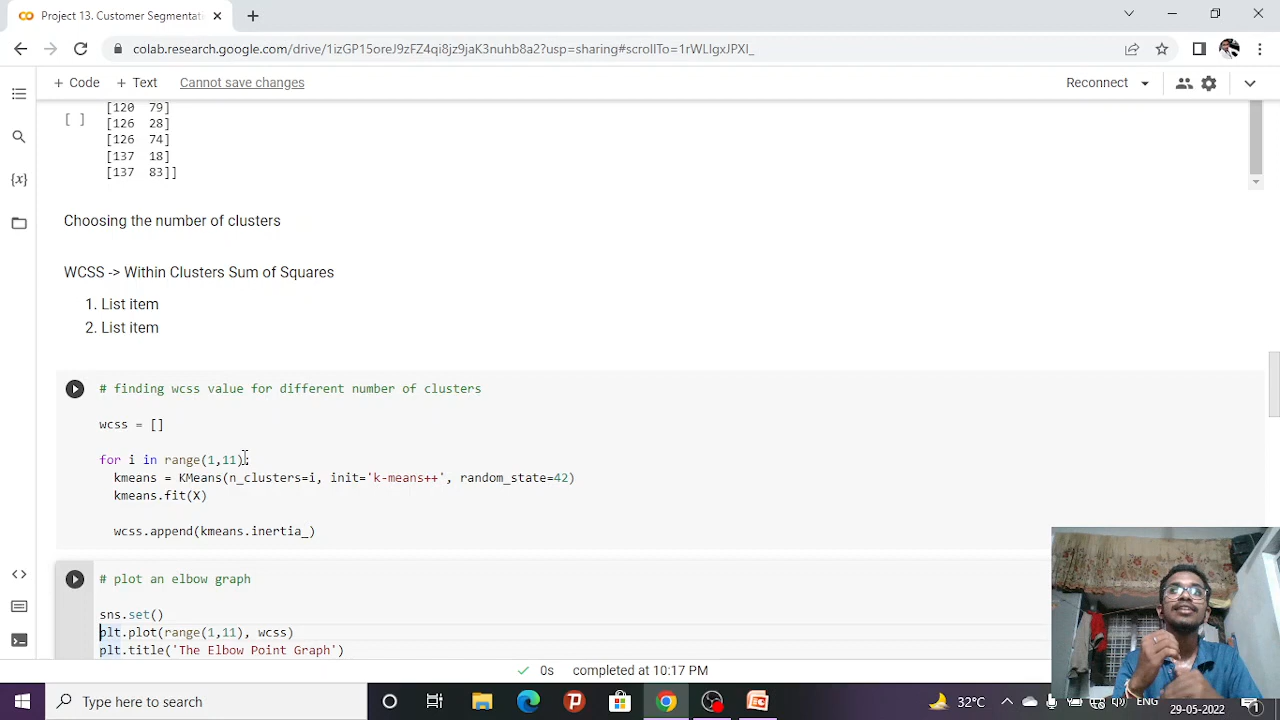 Project 13. Customer Segmentat
colab.research.google.com/drive/1izGP15oreJ9zFZ4qi8jz9jaK3nuhb8a2?usp=sharing#scrollTo=1rWLIgxJPXI_
+ Code + Text Cannot save changes Reconnect
[120 79]
[ ] [126 28]
[126 74]
[137 18]
[137 83]]
{x}
Choosing the number of clusters
WCSS -> Within Clusters Sum of Squares
1. List item
2. List item
# finding wcss value for different number of clusters
wcss = []
for i in range(1,11):
kmeans = KMeans(n_clusters=i, init='k-means++', random_state=42)
kmeans.fit(X)
wcss.append(kmeans.inertia_)
# plot an elbow graph
sns.set()
plt.plot(range(1,11), wcss)
plt.title('The Elbow Point Graph')
0s completed at 10:17 PM
Type here to search
32°C
ENG
29-05-2022